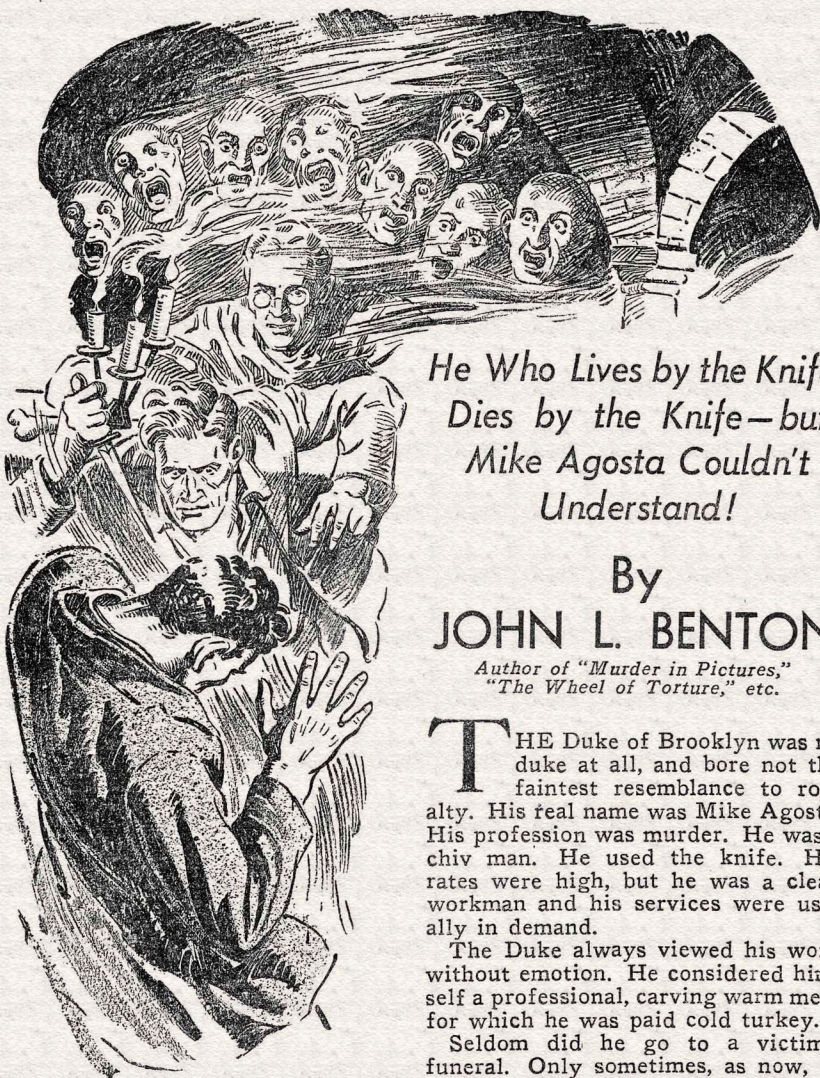 He Who Lives by the Knife
Dies by the Knife—but
Mike Agosta Couldn't
Understand!
By
JOHN L. BENTON
Author of "Murder in Pictures,"
"The Wheel of Torture," etc.
THE Duke of Brooklyn was n
duke at all, and bore not th
faintest resemblance to ro
alty. His real name was Mike Agost
His profession was murder. He was
chiv man. He used the knife. H
rates were high, but he was a clea
workman and his services were us
ally in demand.
The Duke always viewed his wo
without emotion. He considered hi
self a professional, carving warm me
for which he was paid cold turkey.
Seldom did he go to a victim
funeral. Only sometimes, as now,